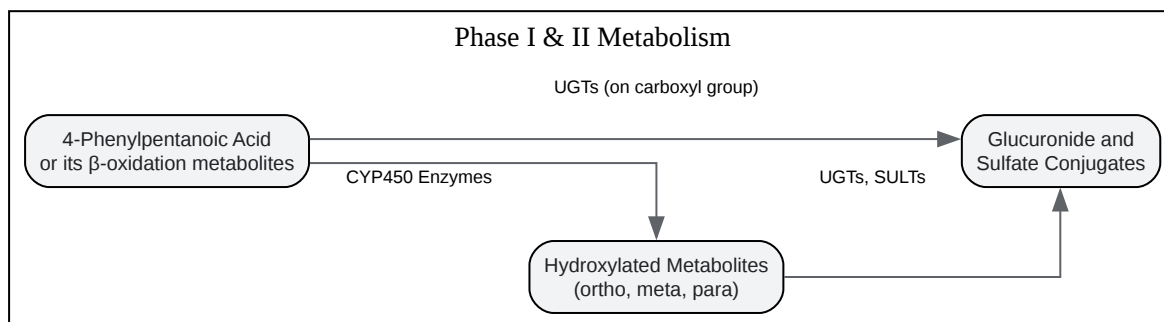 Phase I & II Metabolism
UGTs (on carboxyl group)
4-Phenylpentanoic Acid
or its β-oxidation metabolites
Glucuronide and
Sulfate Conjugates
CYP450 Enzymes
UGTs, SULTs
Hydroxylated Metabolites
(ortho, meta, para)